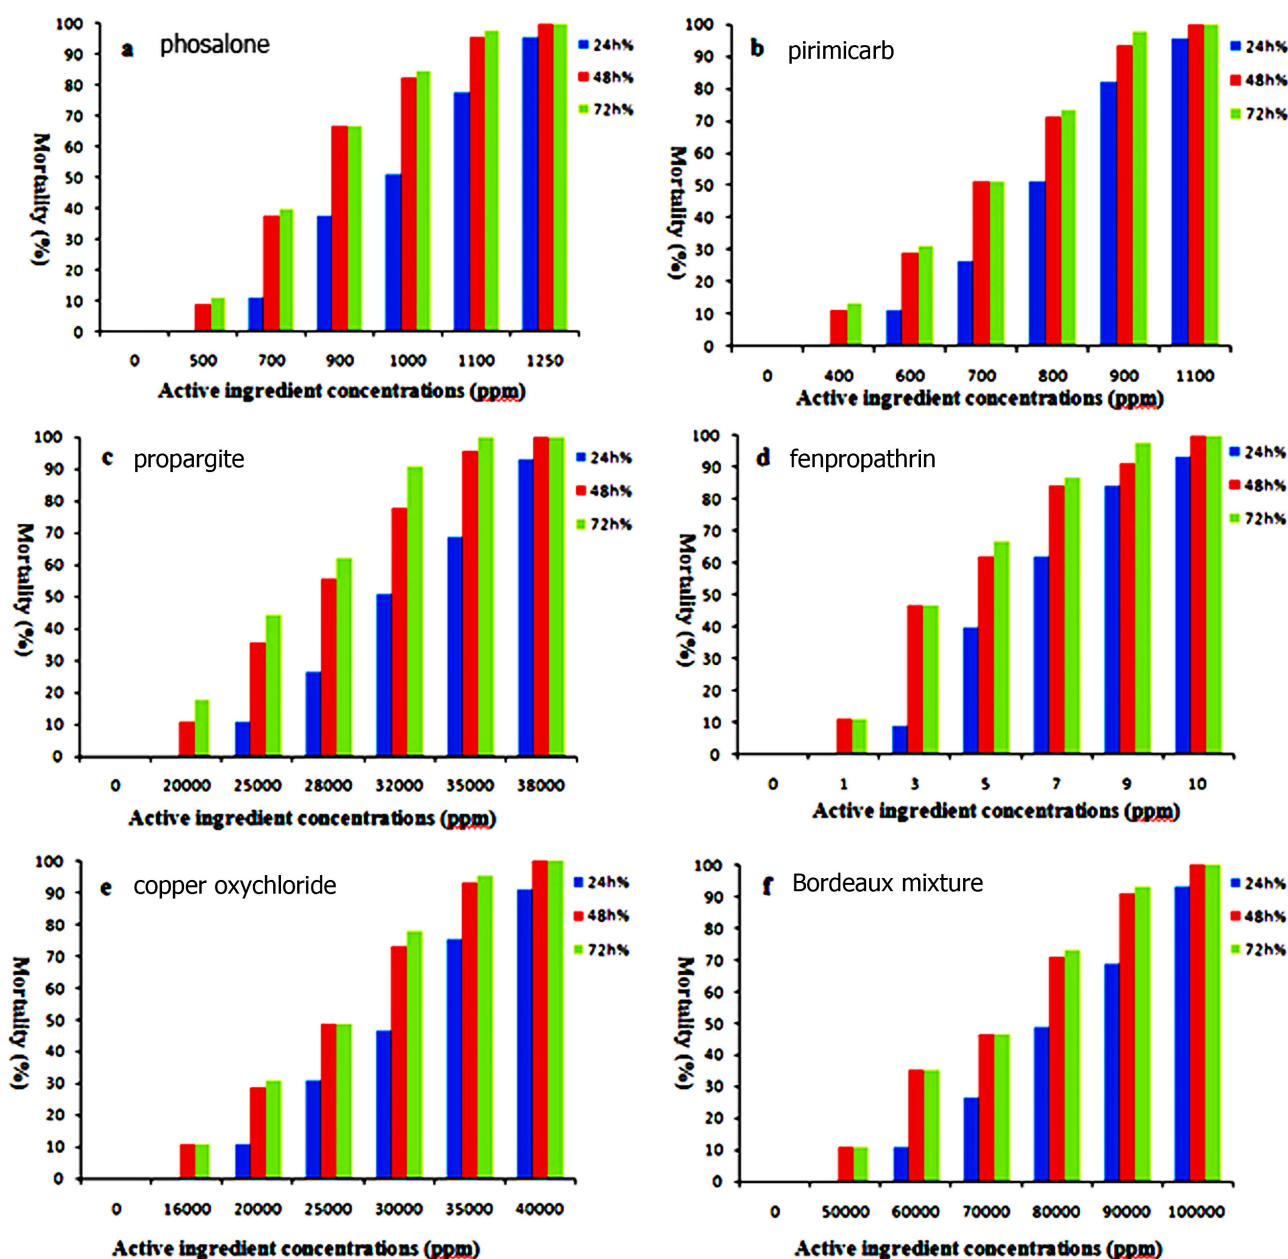 a phosalone
100
90
80
70
60
50
40
30
20
10
0
Mortality (%)
24h%
48h%
72h%
0 500 700 900 1000 1100 1250
Active ingredient concentrations (ppm)
b pirimicarb
100
90
80
70
60
50
40
30
20
10
0
Mortality (%)
24h%
48h%
72h%
0 400 600 700 800 900 1100
Active ingredient concentrations (ppm)
c propargite
100
90
80
70
60
50
40
30
20
10
0
Mortality (%)
24h%
48h%
72h%
0 20000 25000 28000 32000 35000 38000
Active ingredient concentrations (ppm)
d fenpropathrin
100
90
80
70
60
50
40
30
20
10
0
Mortality (%)
24h%
48h%
72h%
0 1 3 5 7 9 10
Active ingredient concentrations (ppm)
e copper oxychloride
100
90
80
70
60
50
40
30
20
10
0
Mortality (%)
24h%
48h%
72h%
0 16000 20000 25000 30000 35000 40000
Active ingredient concentrations (ppm)
f Bordeaux mixture
100
90
80
70
60
50
40
30
20
10
0
Mortality (%)
24h%
48h%
72h%
0 50000 60000 70000 80000 90000 100000
Active ingredient concentrations (ppm)